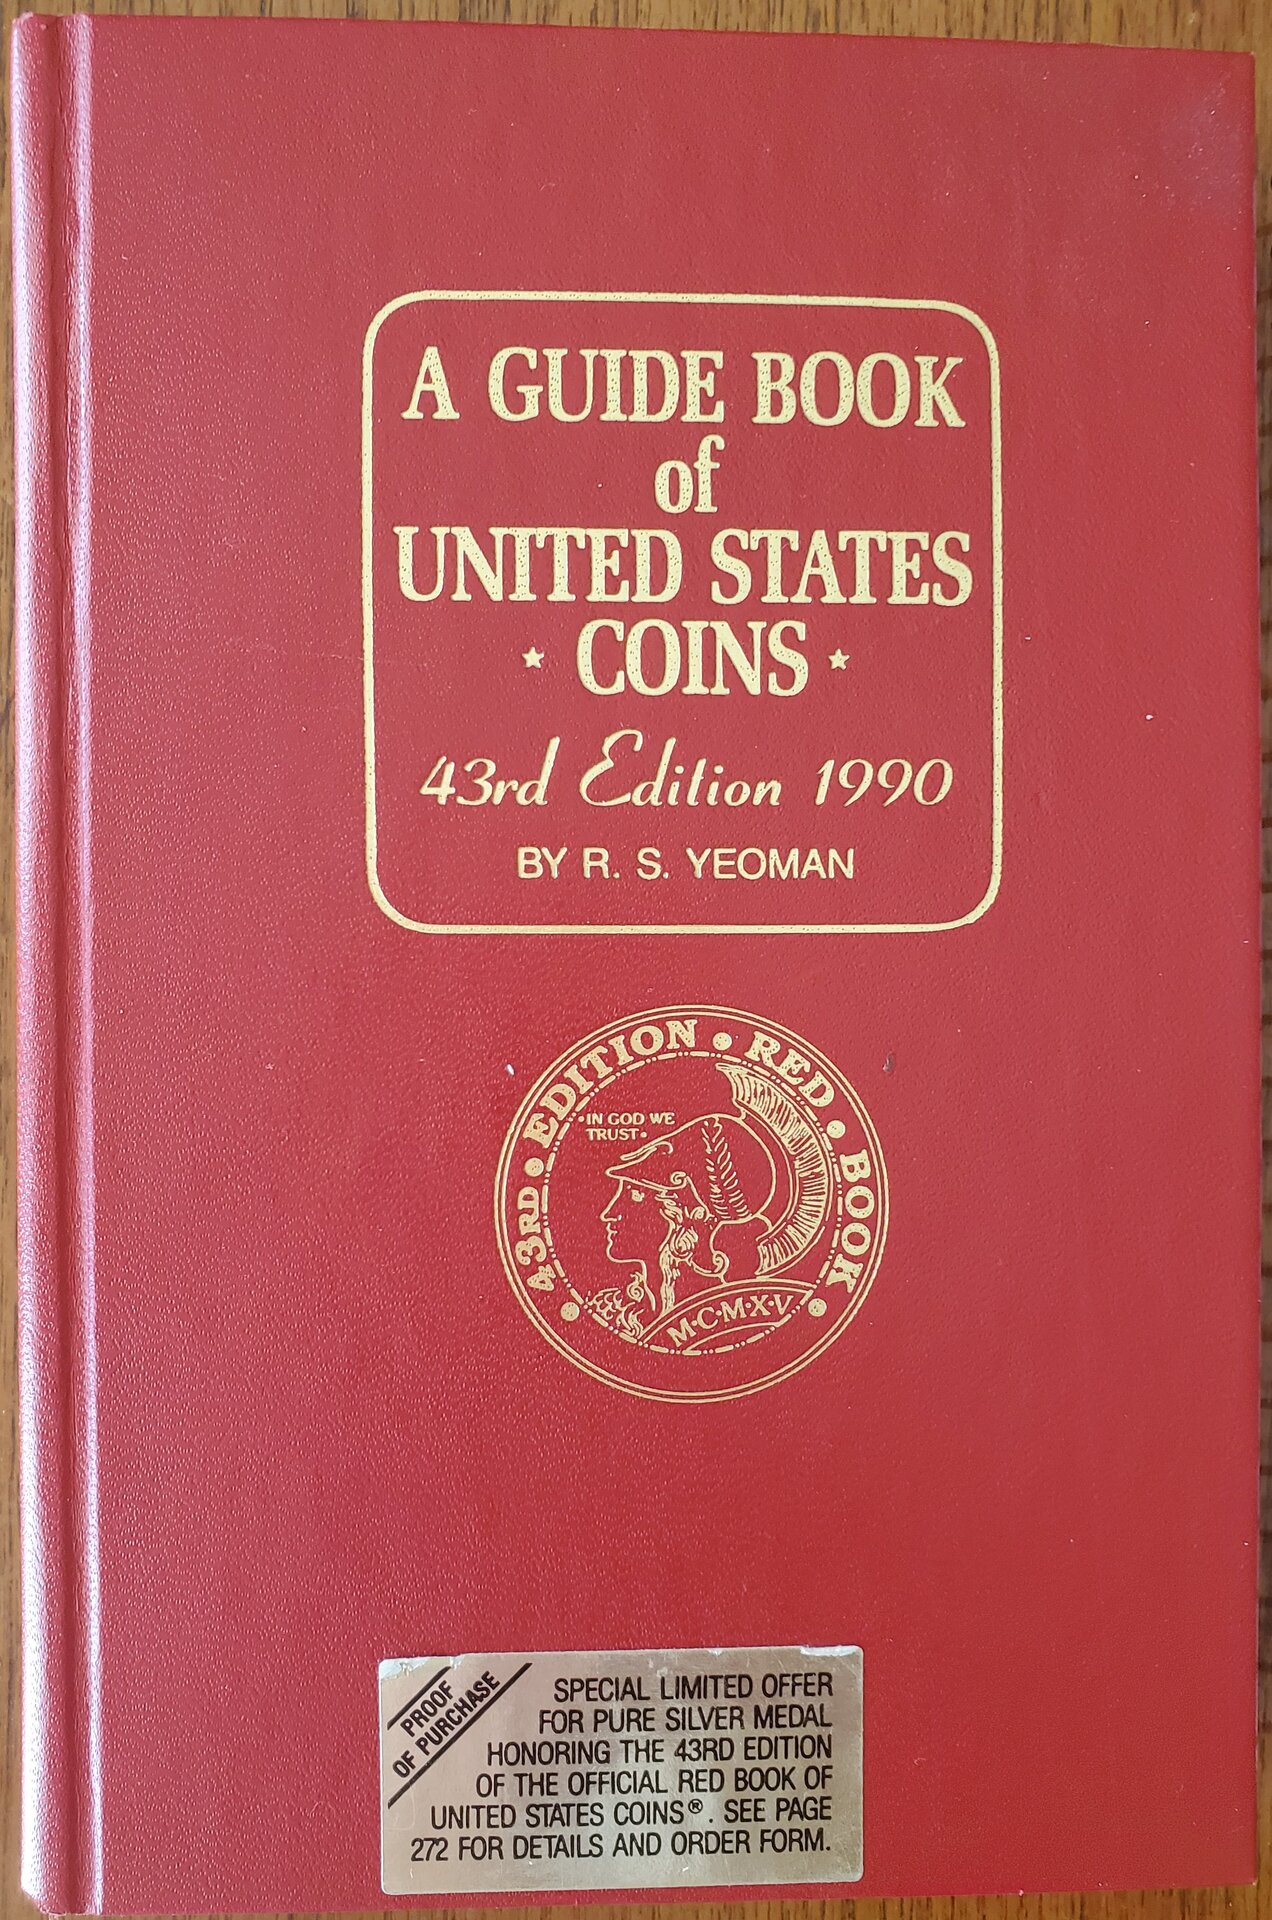 A GUIDE BOOK
of
UNITED STATES
COINS
43rd Edition 1990
BY R. S. YEOMAN
43RD • EDITION • RED • BOOK
•IN GOD WE
TRUST•
M•C•M•X•V
PROOF
OF PURCHASE
SPECIAL LIMITED OFFER
FOR PURE SILVER MEDAL
HONORING THE 43RD EDITION
OF THE OFFICIAL RED BOOK OF
UNITED STATES COINS®. SEE PAGE
272 FOR DETAILS AND ORDER FORM.